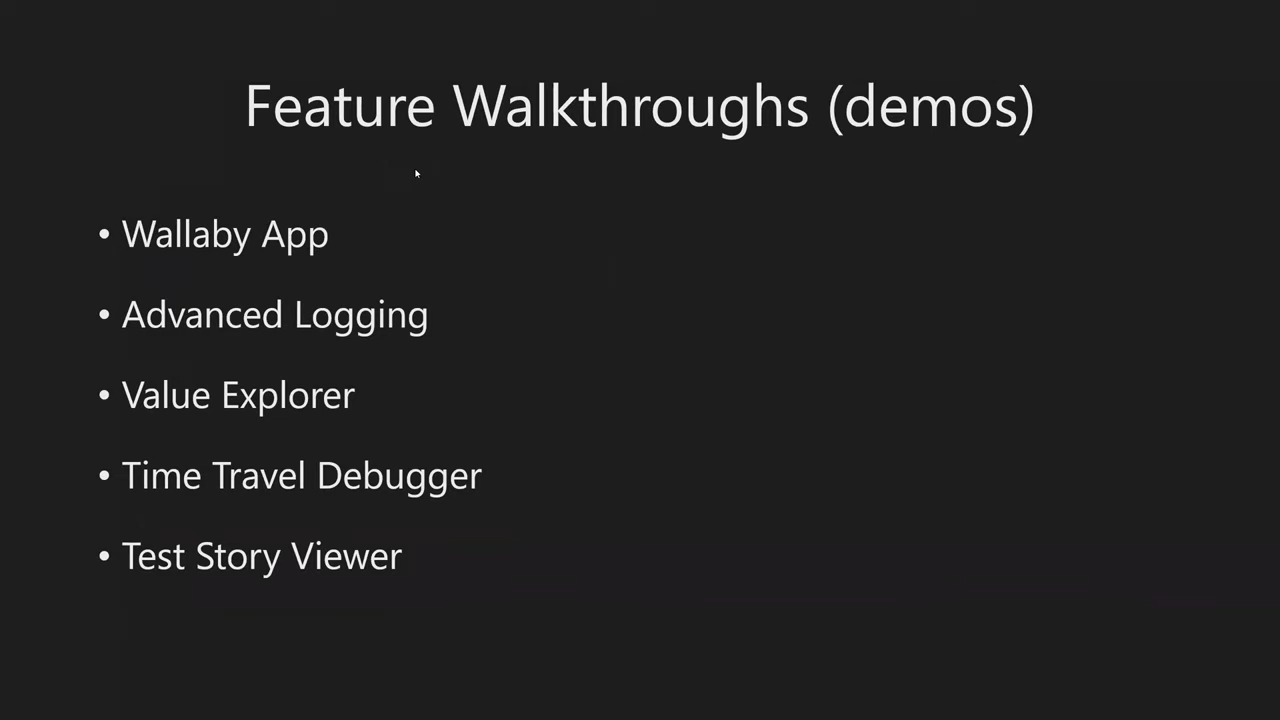 Feature Walkthroughs (demos)
• Wallaby App
• Advanced Logging
• Value Explorer
• Time Travel Debugger
• Test Story Viewer